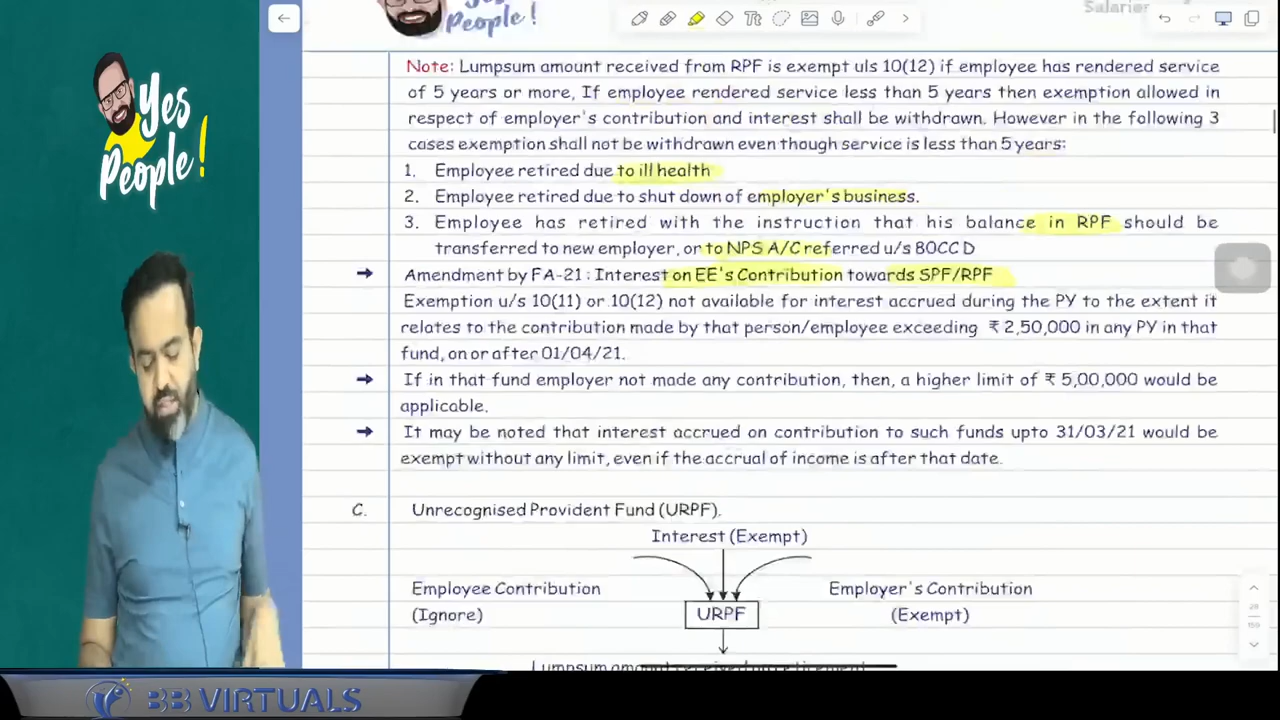 People!
Salaries
Note: Lumpsum amount received from RPF is exempt uls 10(12) if employee has rendered service
of 5 years or more, If employee rendered service less than 5 years then exemption allowed in
respect of employer's contribution and interest shall be withdrawn. However in the following 3
cases exemption shall not be withdrawn even though service is less than 5 years:
1. Employee retired due to ill health
2. Employee retired due to shut down of employer's business.
3. Employee has retired with the instruction that his balance in RPF should be
transferred to new employer, or to NPS A/C referred u/s 80CC D
→ Amendment by FA-21 : Interest on EE's Contribution towards SPF/RPF
Exemption u/s 10(11) or 10(12) not available for interest accrued during the PY to the extent it
relates to the contribution made by that person/employee exceeding ₹ 2,50,000 in any PY in that
fund, on or after 01/04/21.
→ If in that fund employer not made any contribution, then, a higher limit of ₹ 5,00,000 would be
applicable.
→ It may be noted that interest accrued on contribution to such funds upto 31/03/21 would be
exempt without any limit, even if the accrual of income is after that date.
C. Unrecognised Provident Fund (URPF).
Interest (Exempt)
Employee Contribution
(Ignore)
Employer's Contribution
(Exempt)
URPF
Lumpsum amount received on retirement
28
159
Yes
People!
BB VIRTUALS